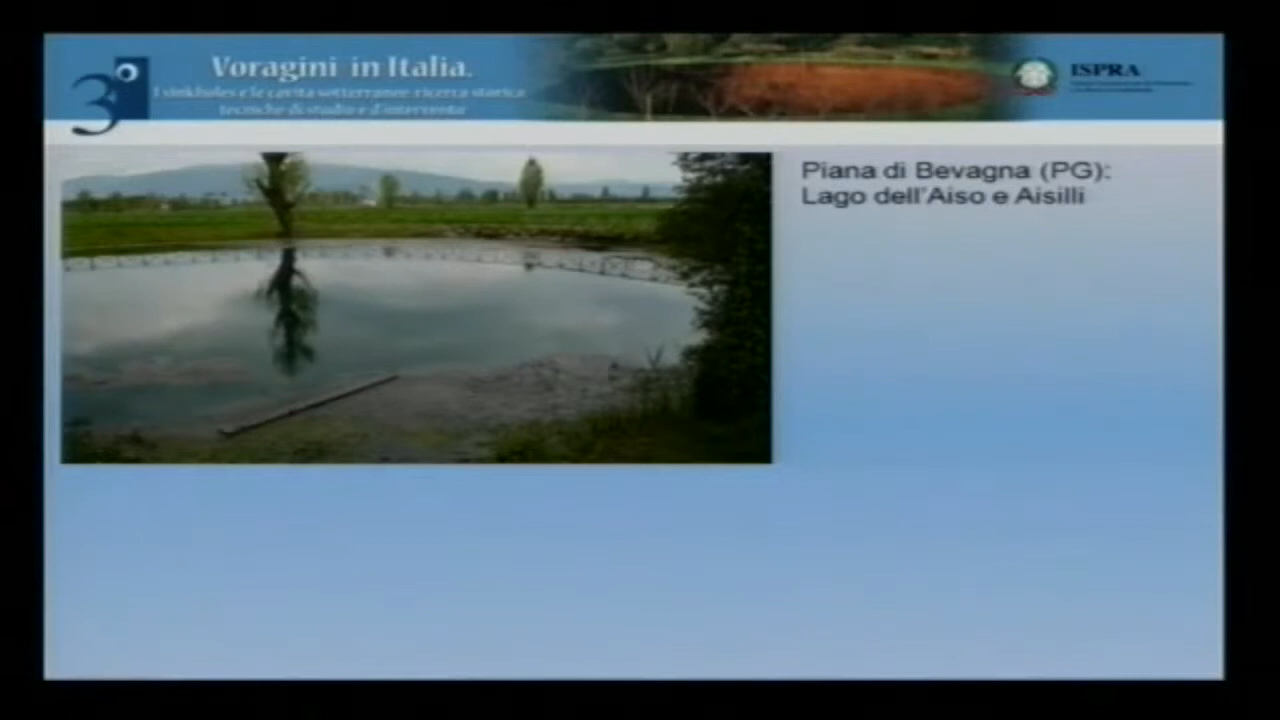 3°
Voragini in Italia.
I sinkholes e le cavità sotterranee: ricerca storica
tecniche di studio e d'intervento
ISPRA
Piana di Bevagna (PG):
Lago dell'Aiso e Aisilli